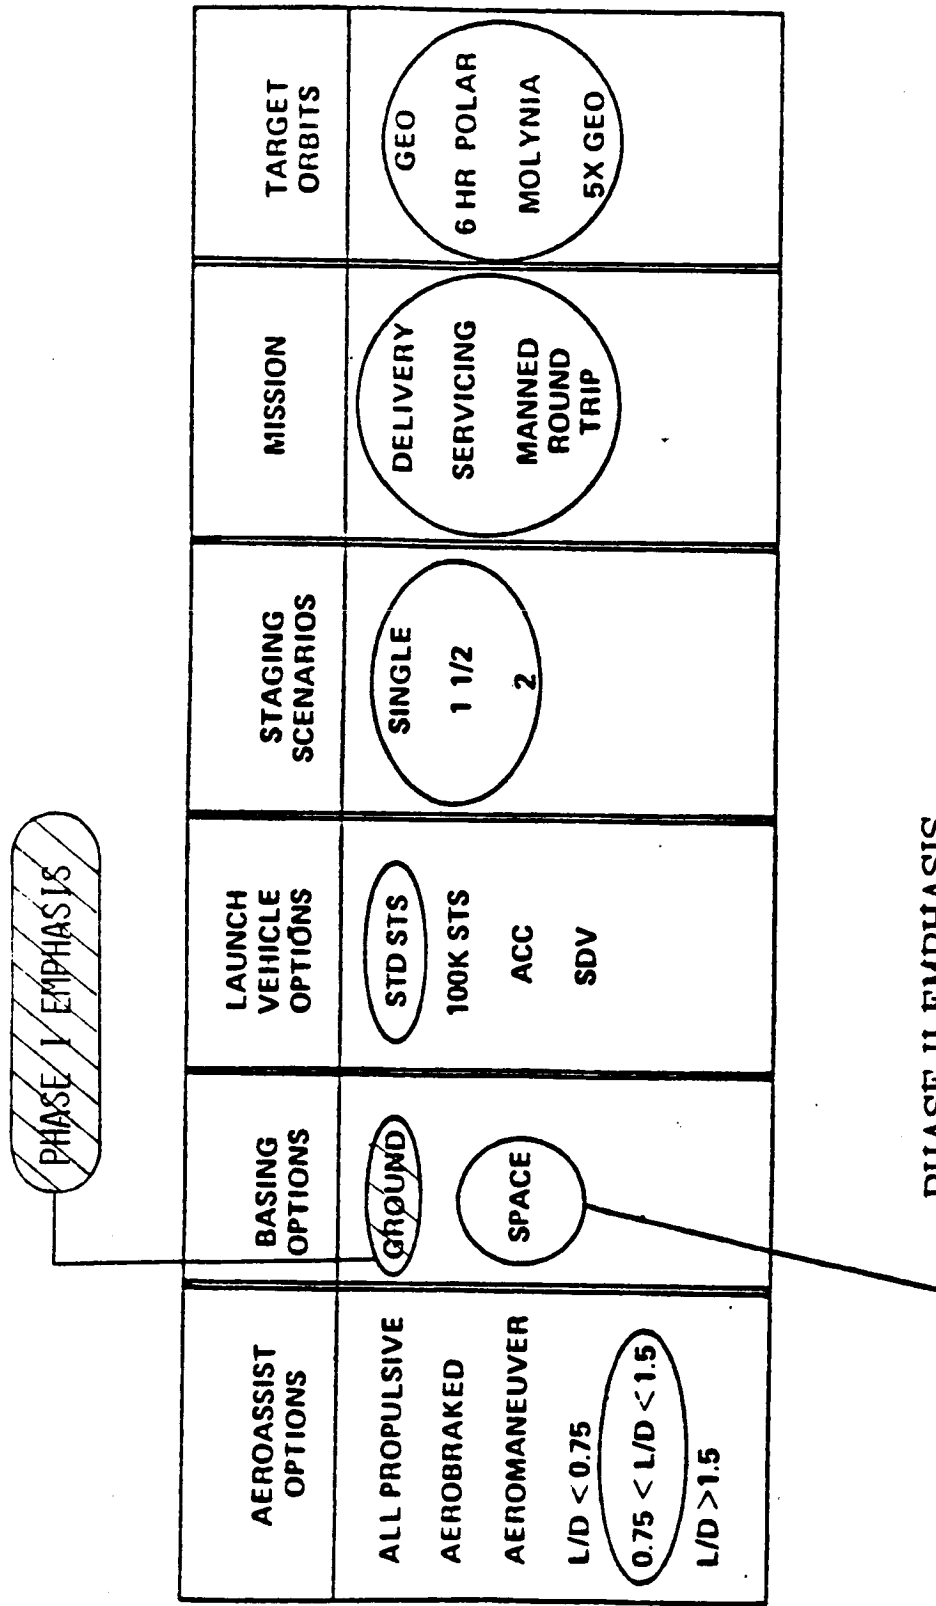 PHASE I EMPHASIS
AEROASSIST
OPTIONS
BASING
OPTIONS
LAUNCH
VEHICLE
OPTIONS
STAGING
SCENARIOS
MISSION
TARGET
ORBITS
ALL PROPULSIVE
AEROBRAKED
AEROMANEUVER
L/D < 0.75
0.75 < L/D < 1.5
L/D >1.5
GROUND
SPACE
STD STS
100K STS
ACC
SDV
SINGLE
1 1/2
2
DELIVERY
SERVICING
MANNED
ROUND
TRIP
GEO
6 HR POLAR
MOLYNIA
5X GEO
PHASE II EMPHASIS